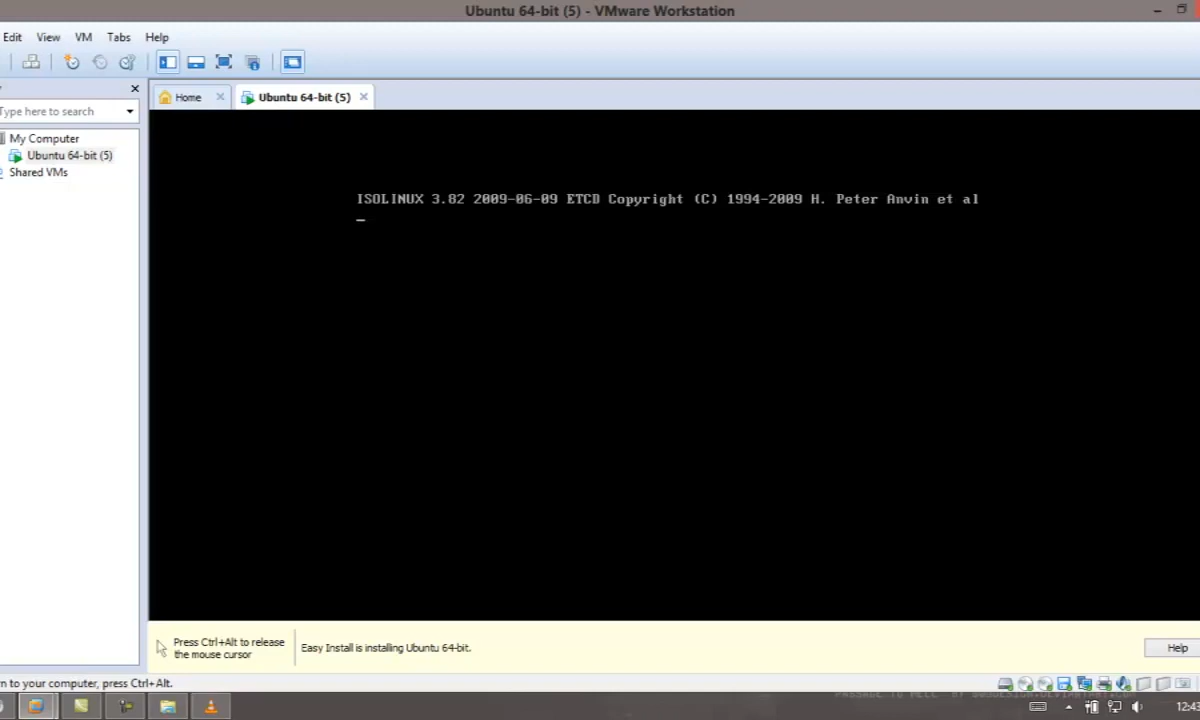 Ubuntu 64-bit (5) - VMware Workstation
Edit View VM Tabs Help
Home Ubuntu 64-bit (5)
Type here to search
My Computer
Ubuntu 64-bit (5)
Shared VMs
ISOLINUX 3.82 2009-06-09 ETCD Copyright (C) 1994-2009 H. Peter Anvin et al
_
Press Ctrl+Alt to release
the mouse cursor
Easy Install is installing Ubuntu 64-bit.
Help
to your computer, press Ctrl+Alt.
12:43